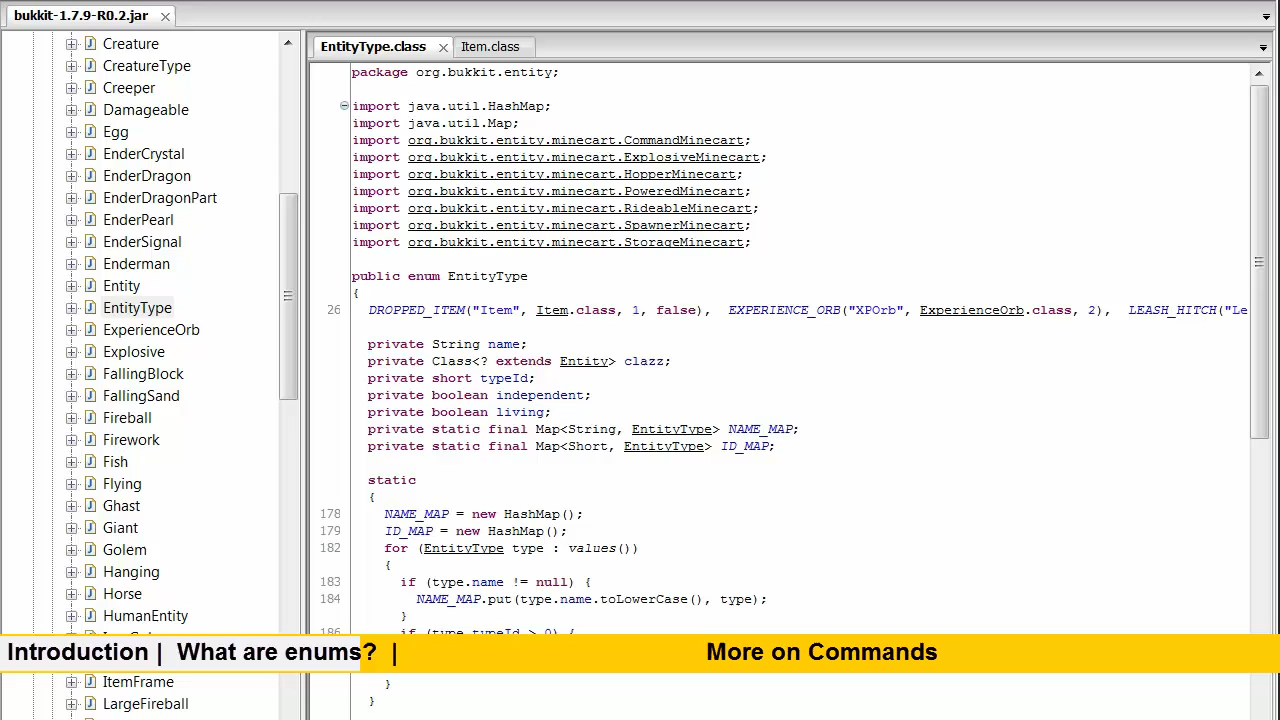 bukkit-1.7.9-R0.2.jar
Creature
CreatureType
Creeper
Damageable
Egg
EnderCrystal
EnderDragon
EnderDragonPart
EnderPearl
EnderSignal
Enderman
Entity
EntityType
ExperienceOrb
Explosive
FallingBlock
FallingSand
Fireball
Firework
Fish
Flying
Ghast
Giant
Golem
Hanging
Horse
HumanEntity
ItemFrame
LargeFireball
EntityType.class
Item.class
package org.bukkit.entity;
import java.util.HashMap;
import java.util.Map;
import org.bukkit.entity.minecart.CommandMinecart;
import org.bukkit.entity.minecart.ExplosiveMinecart;
import org.bukkit.entity.minecart.HopperMinecart;
import org.bukkit.entity.minecart.PoweredMinecart;
import org.bukkit.entity.minecart.RideableMinecart;
import org.bukkit.entity.minecart.SpawnerMinecart;
import org.bukkit.entity.minecart.StorageMinecart;
public enum EntityType
{
26 DROPPED_ITEM("Item", Item.class, 1, false), EXPERIENCE_ORB("XPOrb", ExperienceOrb.class, 2), LEASH_HITCH("Le
private String name;
private Class<? extends Entity> clazz;
private short typeId;
private boolean independent;
private boolean living;
private static final Map<String, EntityType> NAME_MAP;
private static final Map<Short, EntityType> ID_MAP;
static
{
178 NAME_MAP = new HashMap();
179 ID_MAP = new HashMap();
182 for (EntityType type : values())
{
183 if (type.name != null) {
184 NAME_MAP.put(type.name.toLowerCase(), type);
}
186 if (type.typeId > 0) {
}
}
Introduction | What are enums? | More on Commands